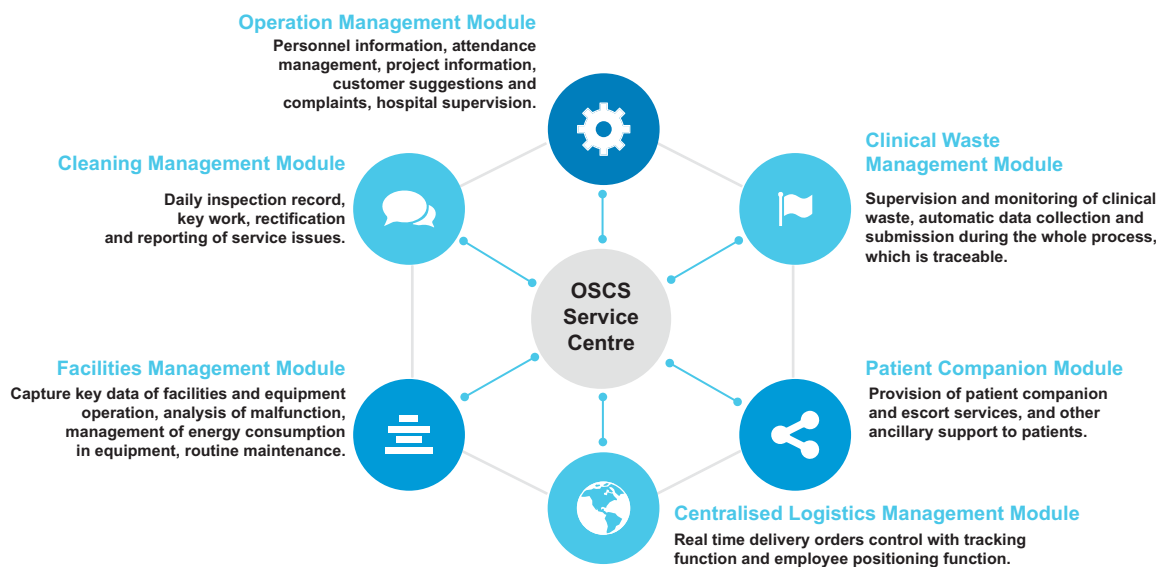 Operation Management Module
Personnel information, attendance
management, project information,
customer suggestions and
complaints, hospital supervision.
Cleaning Management Module
Daily inspection record,
key work, rectification
and reporting of service issues.
Clinical Waste
Management Module
Supervision and monitoring of clinical
waste, automatic data collection and
submission during the whole process,
which is traceable.
OSCS
Service
Centre
Facilities Management Module
Capture key data of facilities and equipment
operation, analysis of malfunction,
management of energy consumption
in equipment, routine maintenance.
Patient Companion Module
Provision of patient companion
and escort services, and other
ancillary support to patients.
Centralised Logistics Management Module
Real time delivery orders control with tracking
function and employee positioning function.